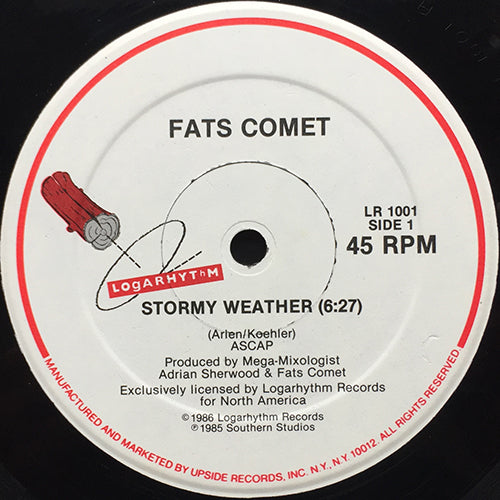 FATS COMET
LR 1001
SIDE 1
45 RPM
LOGARHYThM
STORMY WEATHER (6:27)
(Arlen/Koehler)
ASCAP
Produced by Mega-Mixologist
Adrian Sherwood & Fats Comet
Exclusively licensed by Logarhythm Records
for North America
©1986 Logarhythm Records
℗1985 Southern Studios
MANUFACTURED AND MARKETED BY UPSIDE RECORDS, INC. N.Y., N.Y. 10012. ALL RIGHTS RESERVED.